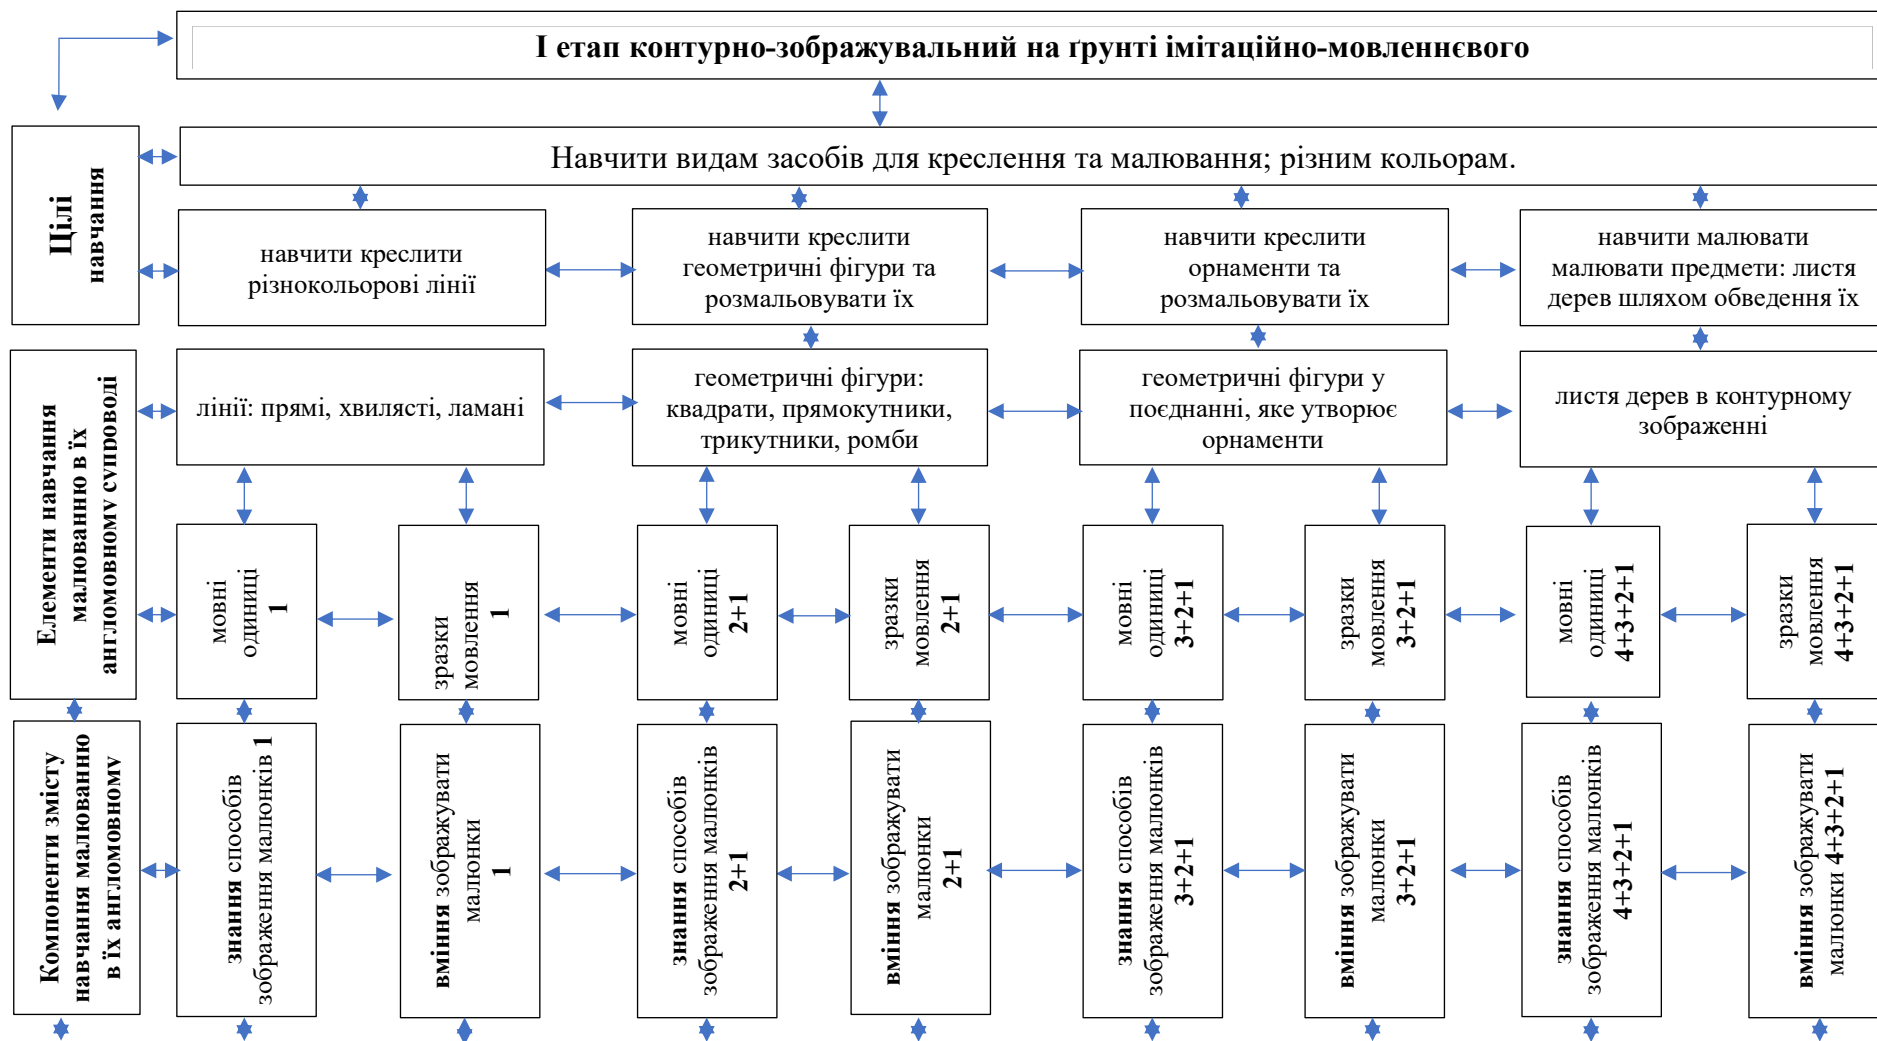 І етап контурно-зображувальний на ґрунті імітаційно-мовленнєвого
Цілі
навчання
Навчити видам засобів для креслення та малювання; різним кольорам.
навчити креслити
різнокольорові лінії
навчити креслити
геометричні фігури та
розмальовувати їх
навчити креслити
орнаменти та
розмальовувати їх
навчити малювати
малювати предмети: листя
дерев шляхом обведення їх
Елементи навчання
малюванню в їх
англомовному супроводі
лінії: прямі, хвилясті, ламані
геометричні фігури:
квадрати, прямокутники,
трикутники, ромби
геометричні фігури у
поєднанні, яке утворює
орнаменти
листя дерев в контурному
зображенні
мовні
одиниці
1
зразки
мовлення
1
мовні
одиниці
2+1
зразки
мовлення
2+1
мовні
одиниці
3+2+1
зразки
мовлення
3+2+1
мовні
одиниці
4+3+2+1
зразки
мовлення
4+3+2+1
Компоненти змісту
навчання малюванню
в їх англомовному
знання способів
зображення малюнків 1
вміння зображувати
малюнки
1
знання способів
зображення малюнків
2+1
вміння зображувати
малюнки
2+1
знання способів
зображення малюнків
3+2+1
вміння зображувати
малюнки
3+2+1
знання способів
зображення малюнків
4+3+2+1
вміння зображувати
малюнки 4+3+2+1